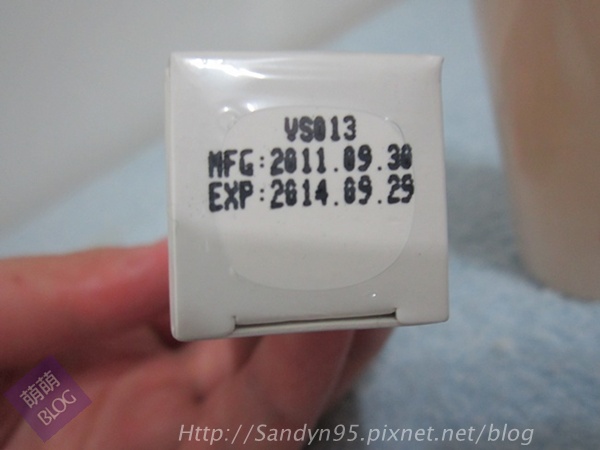 VS013
MFG:2011.09.30
EXP:2014.09.29
萌萌
BLOG
Http://Sandyn95.pixnet.net/blog